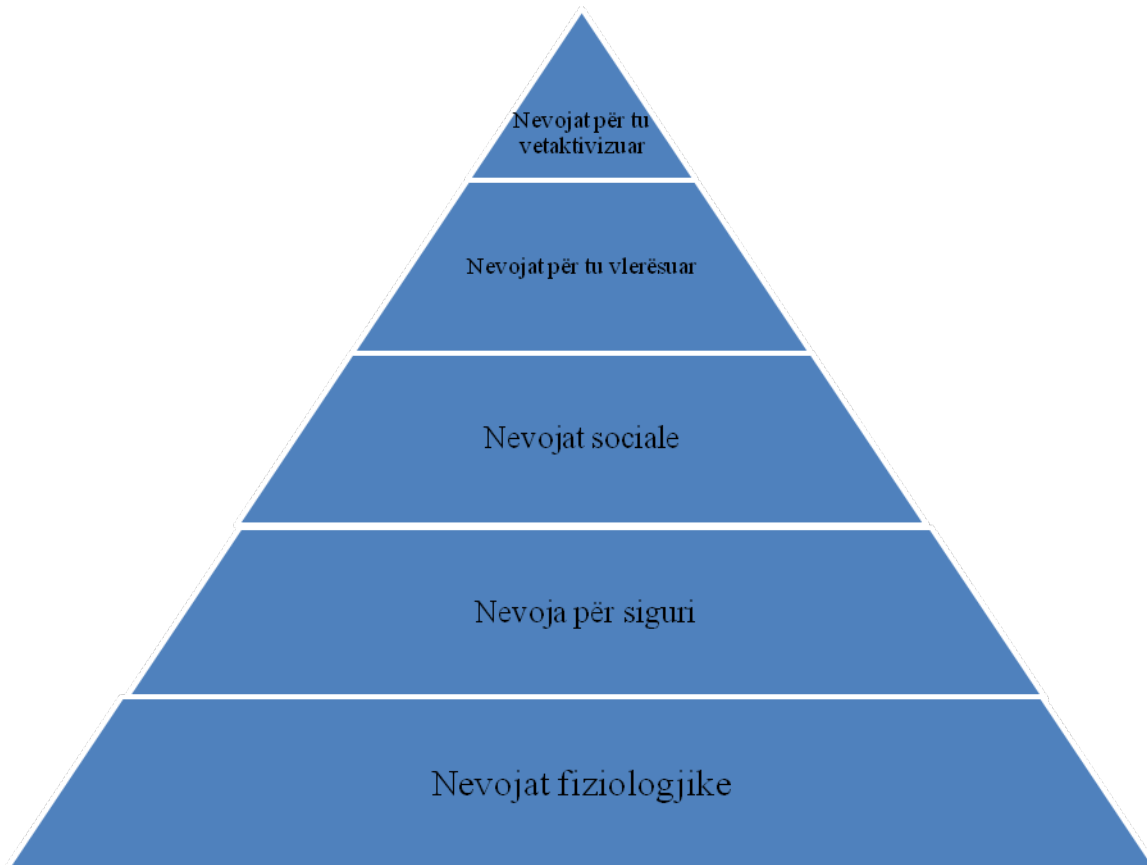 Nevojat për tu
vetaktivizuar
Nevojat për tu vlerësuar
Nevojat sociale
Nevoja për siguri
Nevojat fiziologjike